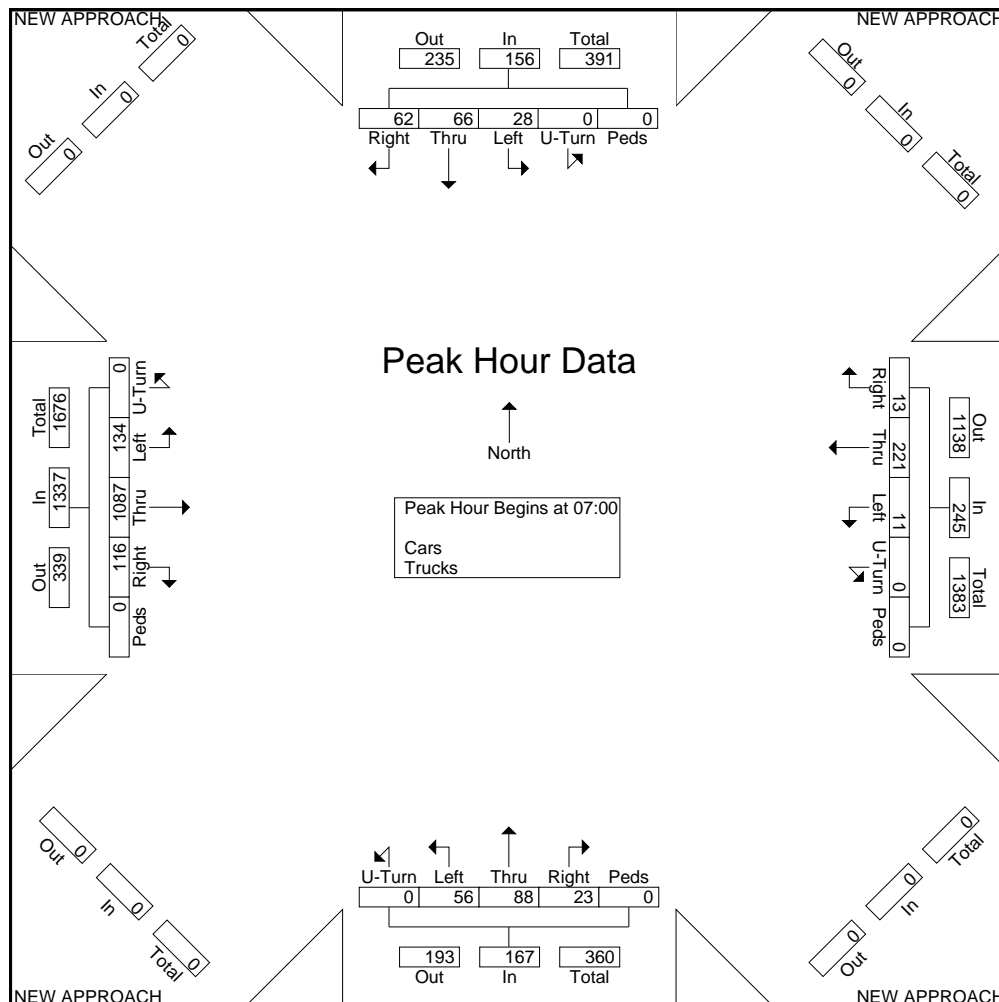 NEW APPROACH
Total
0
In
0
Out
0
Out In Total
235 156 391
62 66 28 0 0
Right Thru Left U-Turn Peds
NEW APPROACH
Out
0
In
0
Total
0
Total
1676
In
1337
Out
339
0
U-Turn
134
Left
1087
Thru
116
Right
0
Peds
Peak Hour Data
North
Peak Hour Begins at 07:00
Cars
Trucks
Right
13
Thru
221
Left
11
U-Turn
0
Peds
0
Out
1138
In
245
Total
1383
0
Out
0
In
0
Total
NEW APPROACH
U-Turn Left Thru Right Peds
0 56 88 23 0
193 167 360
Out In Total
0
Total
0
In
0
Out
NEW APPROACH